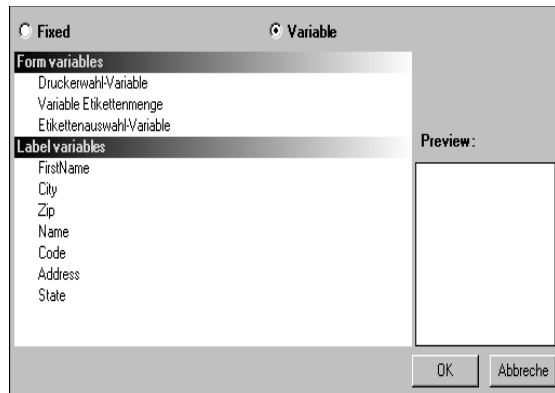 Fixed
Variable
Form variables
Druckerwahl-Variable
Variable Etikettenmenge
Etikettenauswahl-Variable
Label variables
FirstName
City
Zip
Name
Code
Address
State
Preview:
OK
Abbreche